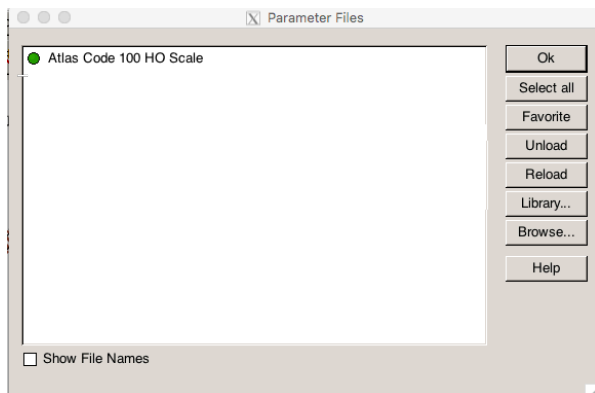 Parameter Files
Atlas Code 100 HO Scale
Ok
Select all
Favorite
Unload
Reload
Library...
Browse...
Help
Show File Names